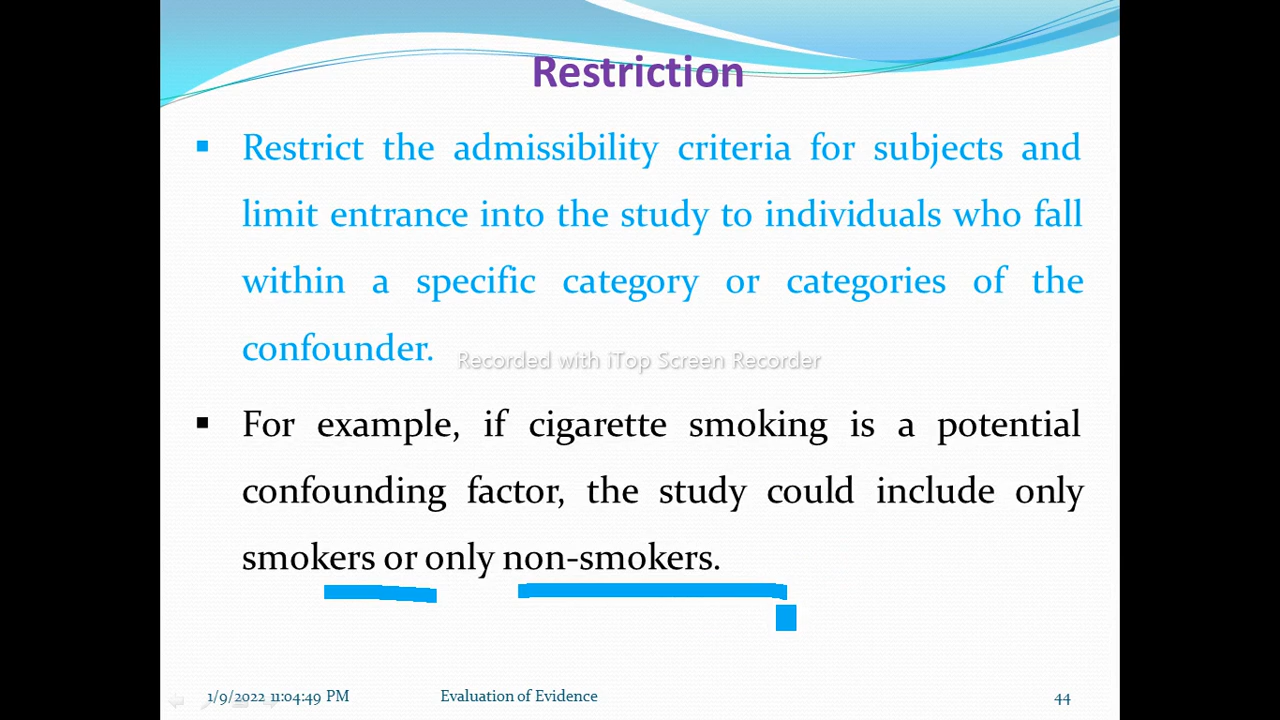 Restriction
▪ Restrict the admissibility criteria for subjects and
limit entrance into the study to individuals who fall
within a specific category or categories of the
confounder.
Recorded with iTop Screen Recorder
▪ For example, if cigarette smoking is a potential
confounding factor, the study could include only
smokers or only non-smokers.
1/9/2022 11:04:49 PM Evaluation of Evidence 44